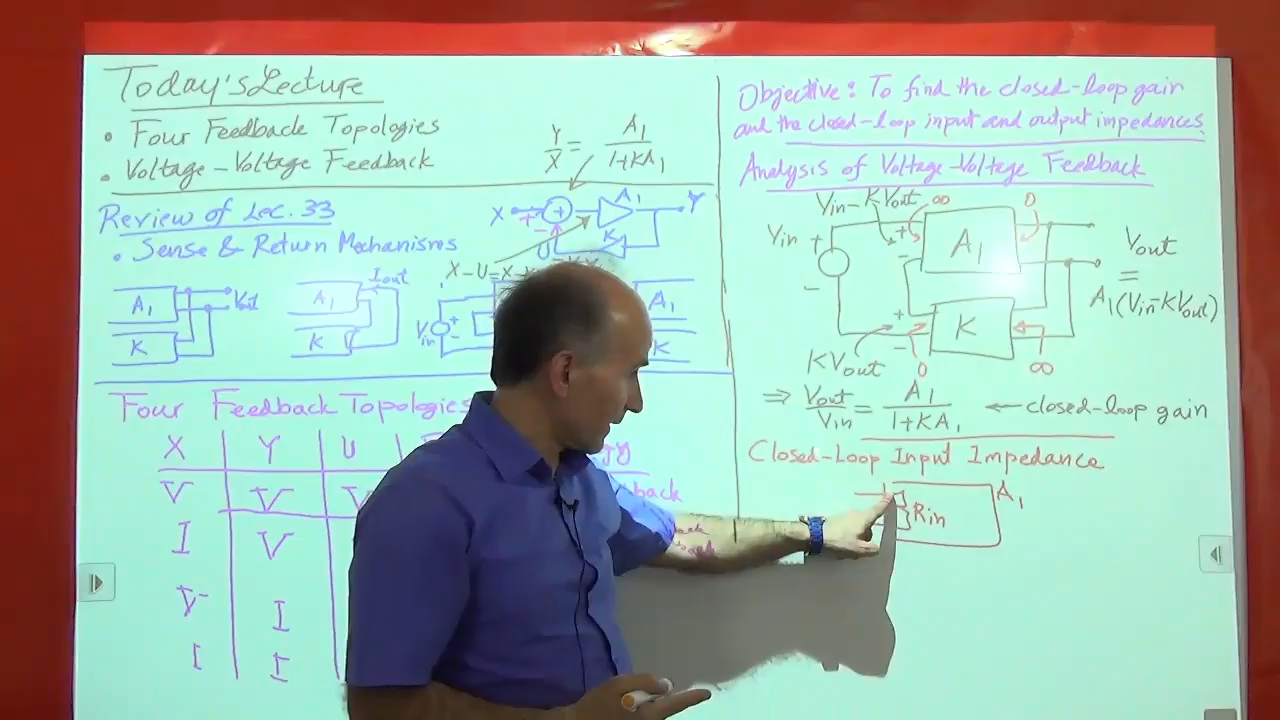 Today's Lecture
• Four Feedback Topologies
• Voltage-Voltage Feedback
Y/X = A1/(1+KA1)
Review of Lec. 33
• Sense & Return Mechanisms
X + A1 Y
- K
U
X-U=X-
A1 Vout
K
Iout
A1
K
Vin + -
A1
K
Four Feedback Topologies
X Y U
V V V
I V
V I
I I
Objective: To find the closed-loop gain
and the closed-loop input and output impedances
Analysis of Voltage-Voltage Feedback
Vin-KVout ∞ 0
Vin + - + - A1 Vout
=
A1(Vin-KVout)
+ - K
KVout 0 ∞
⇒ Vout/Vin = A1/(1+KA1) ← closed-loop gain
Closed-Loop Input Impedance
Rin A1